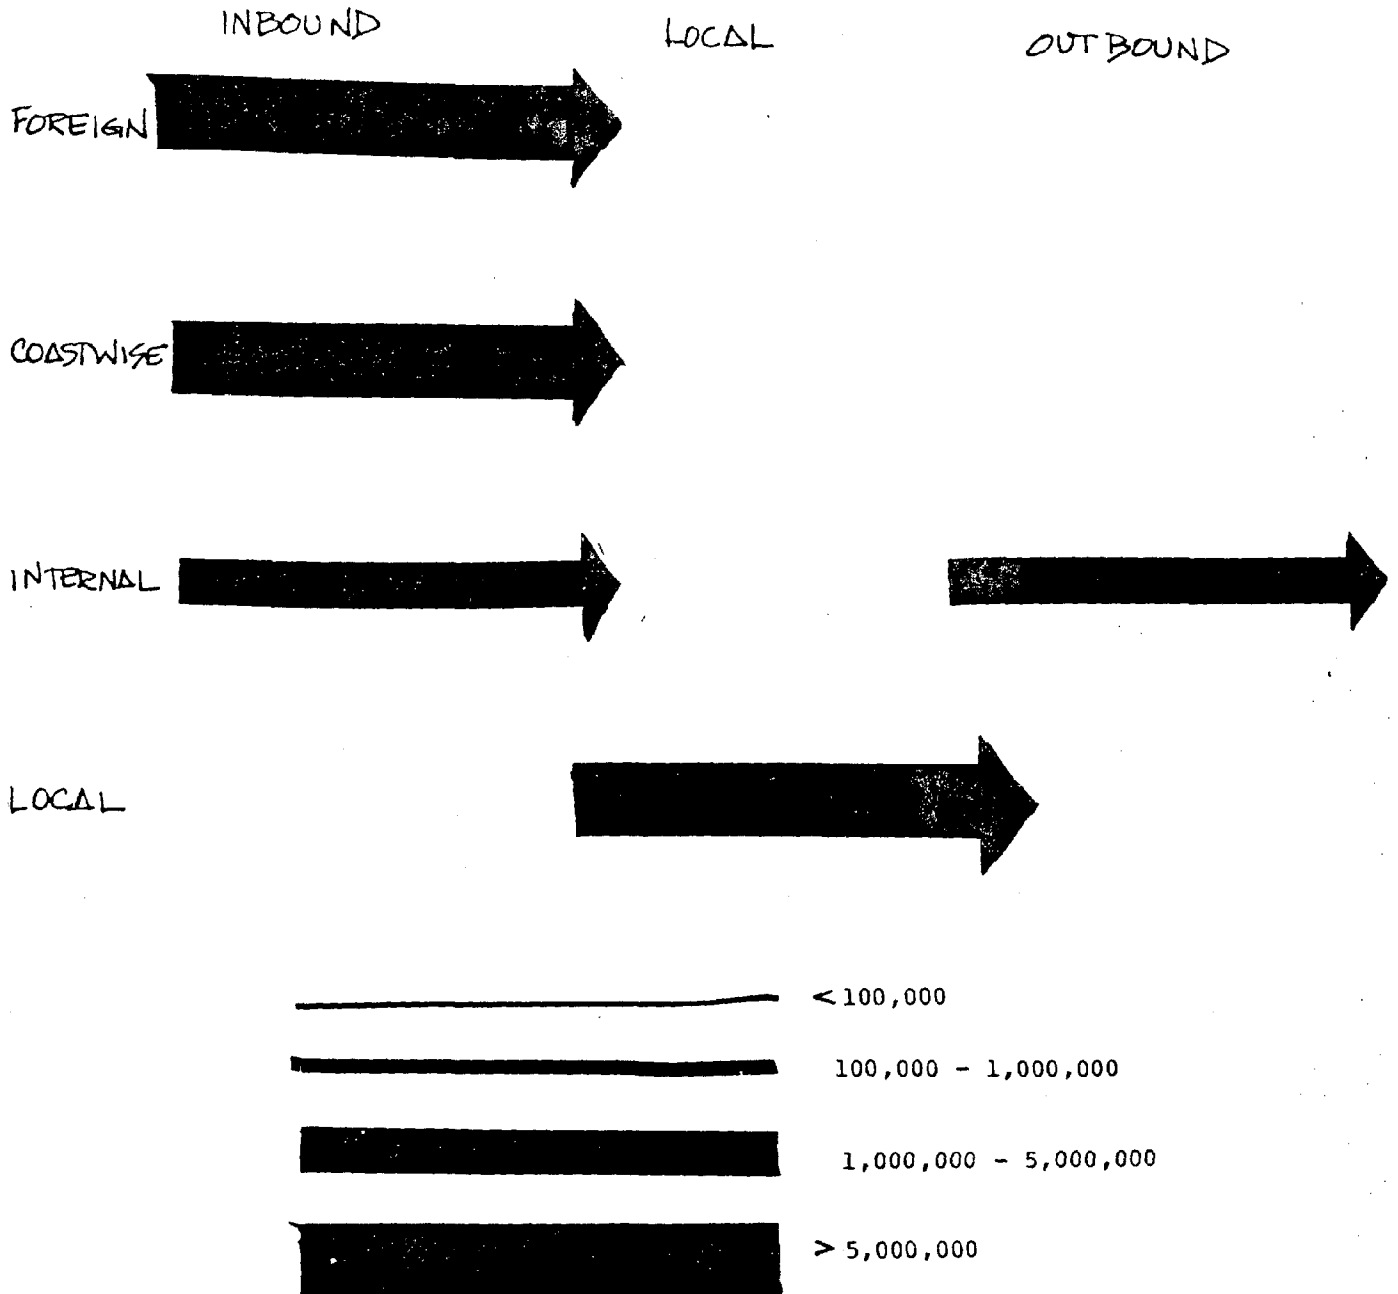 INBOUND LOCAL OUTBOUND
FOREIGN
COASTWISE
INTERNAL
LOCAL
< 100,000
100,000 - 1,000,000
1,000,000 - 5,000,000
> 5,000,000